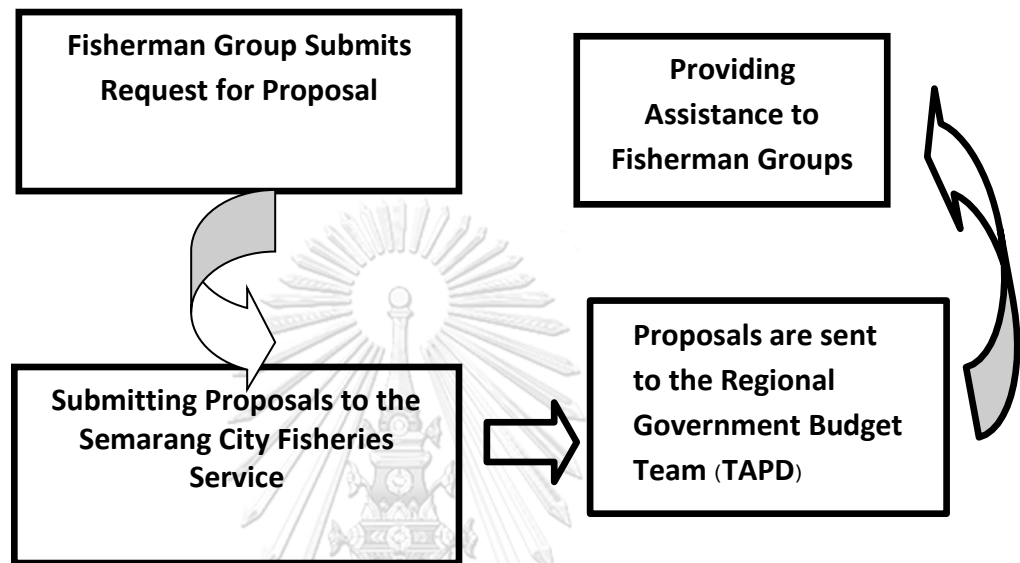 Fisherman Group Submits
Request for Proposal
Submitting Proposals to the
Semarang City Fisheries
Service
Proposals are sent
to the Regional
Government Budget
Team (TAPD)
Providing
Assistance to
Fisherman Groups